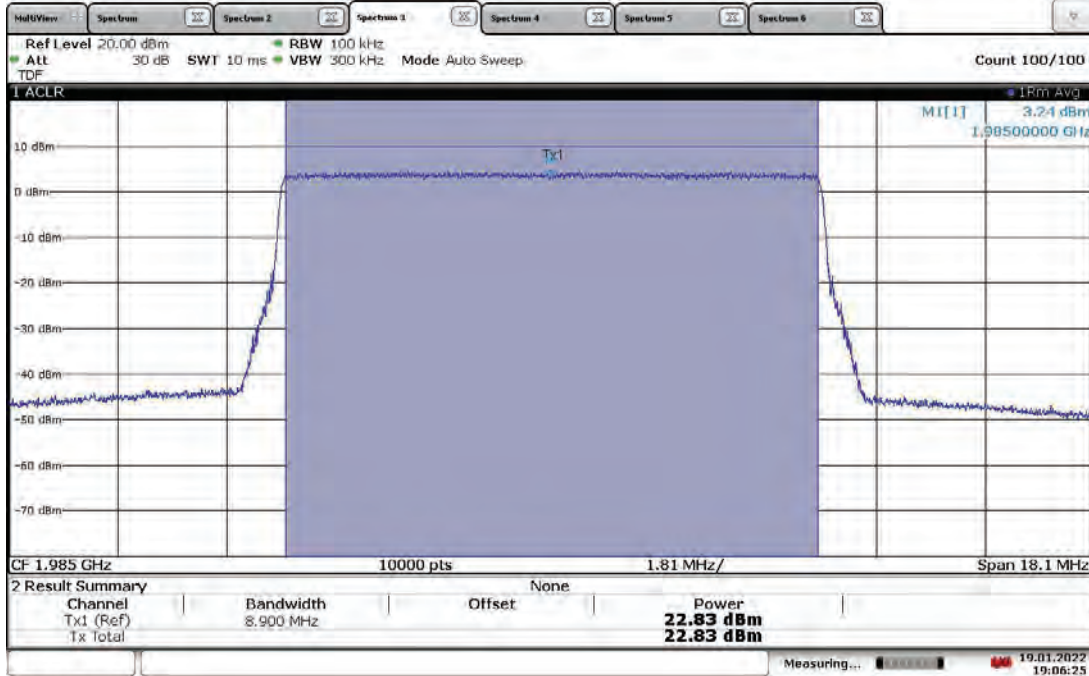 MultiView Spectrum Spectrum 2 Spectrum 3 Spectrum 4 Spectrum 5 Spectrum 6
Ref Level 20.00 dBm RBW 100 kHz
Att 30 dB SWT 10 ms VBW 300 kHz Mode Auto Sweep Count 100/100
TDF
1 ACLR 1Rm Avg
M1[1] 3.24 dBm
1.98500000 GHz
10 dBm
Tx1
0 dBm
-10 dBm
-20 dBm
-30 dBm
-40 dBm
-50 dBm
-60 dBm
-70 dBm
CF 1.985 GHz 10000 pts 1.81 MHz/ Span 18.1 MHz
2 Result Summary None
Channel Bandwidth Offset Power
Tx1 (Ref) 8.900 MHz 22.83 dBm
Tx Total 22.83 dBm
Measuring... 19.01.2022
19:06:25